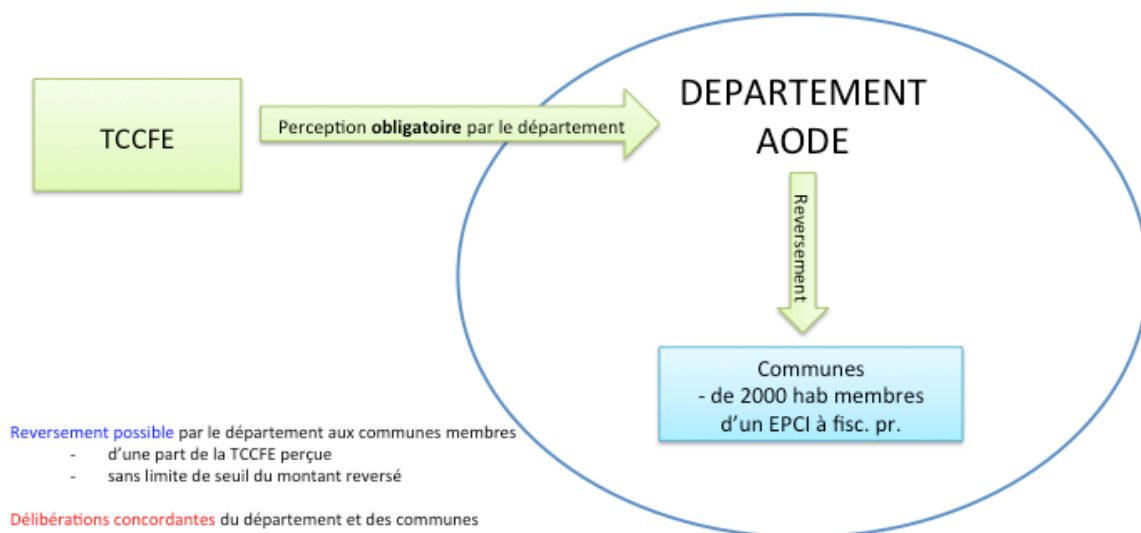 TCCFE
Perception obligatoire par le département
DEPARTEMENT
AODE
Reversement
Communes
- de 2000 hab membres
d'un EPCI à fisc. pr.
Reversement possible par le département aux communes membres
- d'une part de la TCCFE perçue
- sans limite de seuil du montant reversé
Délibérations concordantes du département et des communes